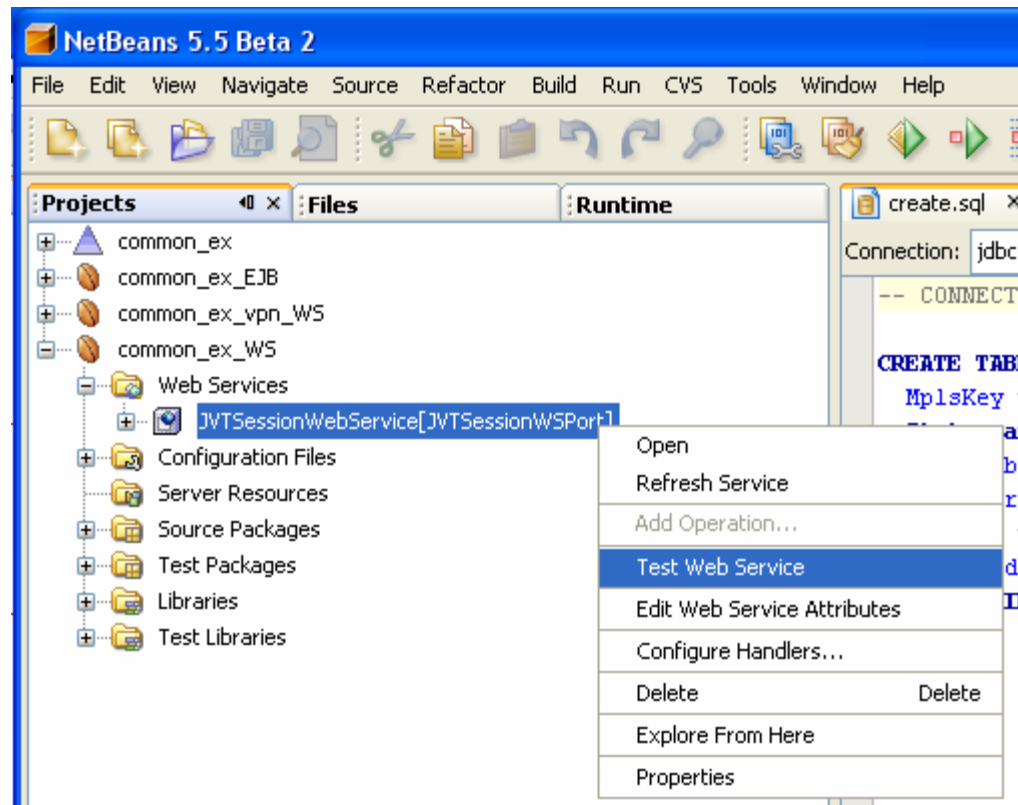 NetBeans 5.5 Beta 2
File Edit View Navigate Source Refactor Build Run CVS Tools Window Help
Projects Files Runtime
create.sql
common_ex
Connection: jdbc
common_ex_EJB
-- CONNECT
common_ex_vpn_WS
common_ex_WS
CREATE TAB
Web Services
MplsKey
JVTSessionWebService[JVTSessionWSPort]
Open
Configuration Files
Refresh Service
Server Resources
Add Operation...
Source Packages
Test Packages
Test Web Service
Libraries
Edit Web Service Attributes
Test Libraries
Configure Handlers...
Delete Delete
Explore From Here
Properties